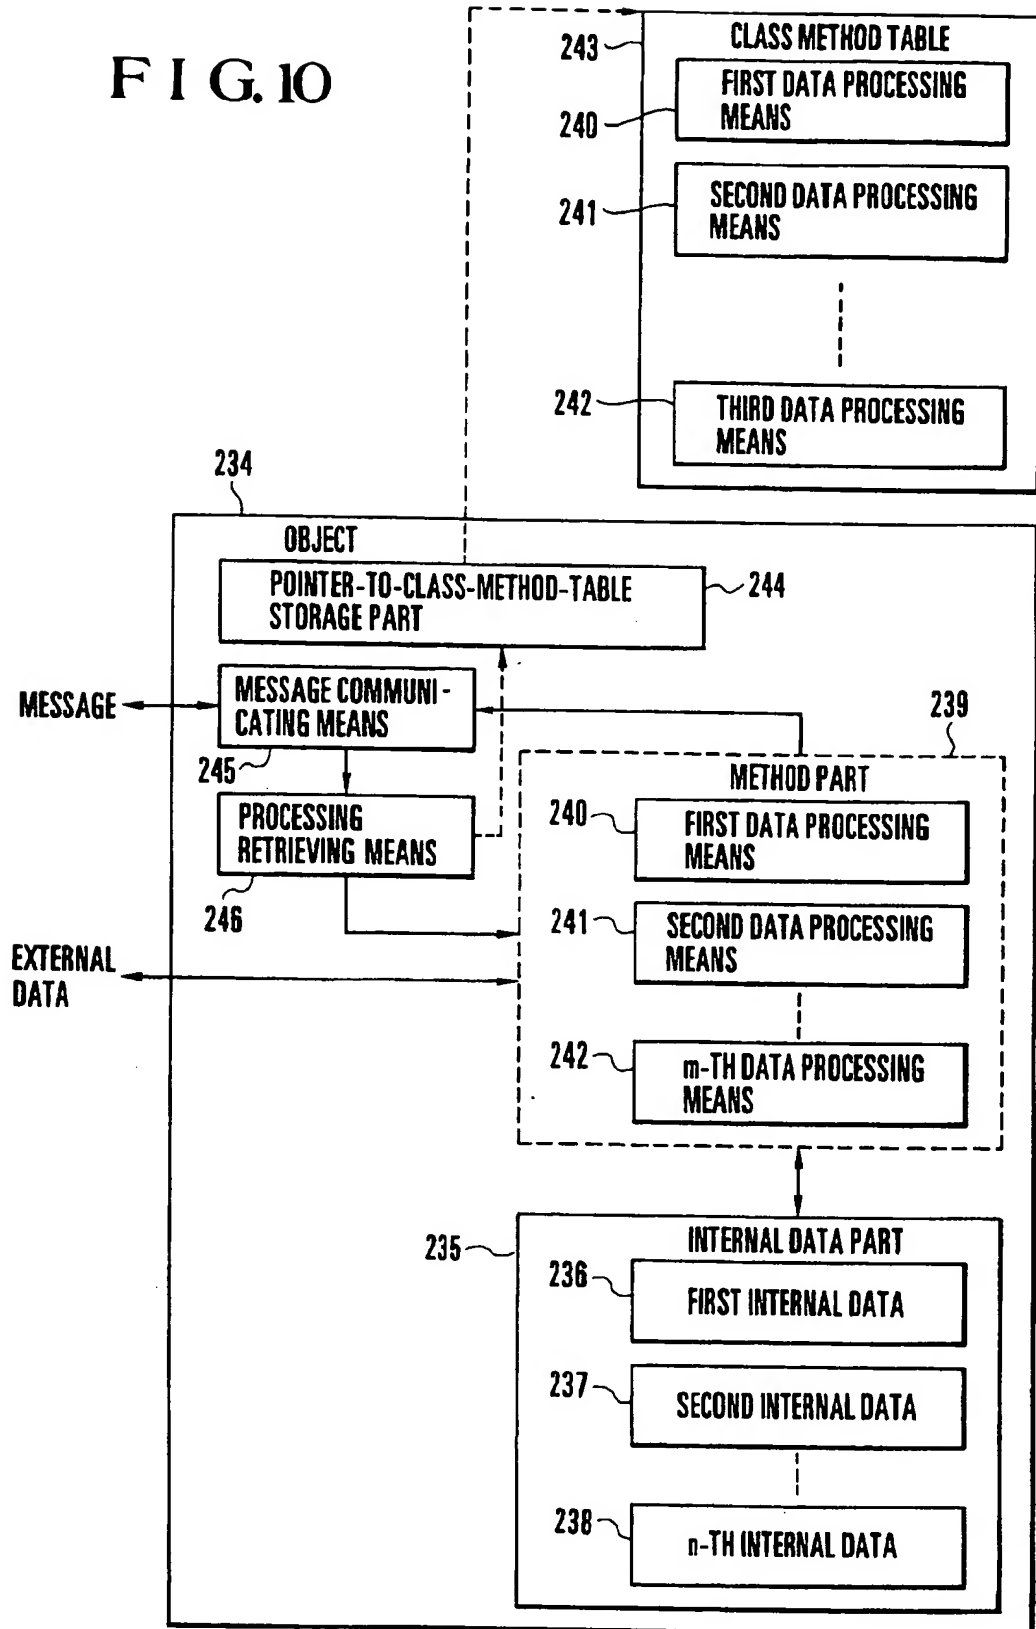 FIG.10
243
CLASS METHOD TABLE
240
FIRST DATA PROCESSING
MEANS
241
SECOND DATA PROCESSING
MEANS
242
THIRD DATA PROCESSING
MEANS
234
OBJECT
POINTER-TO-CLASS-METHOD-TABLE
STORAGE PART
244
MESSAGE
MESSAGE COMMUNI-
CATING MEANS
245
PROCESSING
RETRIEVING MEANS
246
EXTERNAL
DATA
239
METHOD PART
240
FIRST DATA PROCESSING
MEANS
241
SECOND DATA PROCESSING
MEANS
242
m-TH DATA PROCESSING
MEANS
235
INTERNAL DATA PART
236
FIRST INTERNAL DATA
237
SECOND INTERNAL DATA
238
n-TH INTERNAL DATA